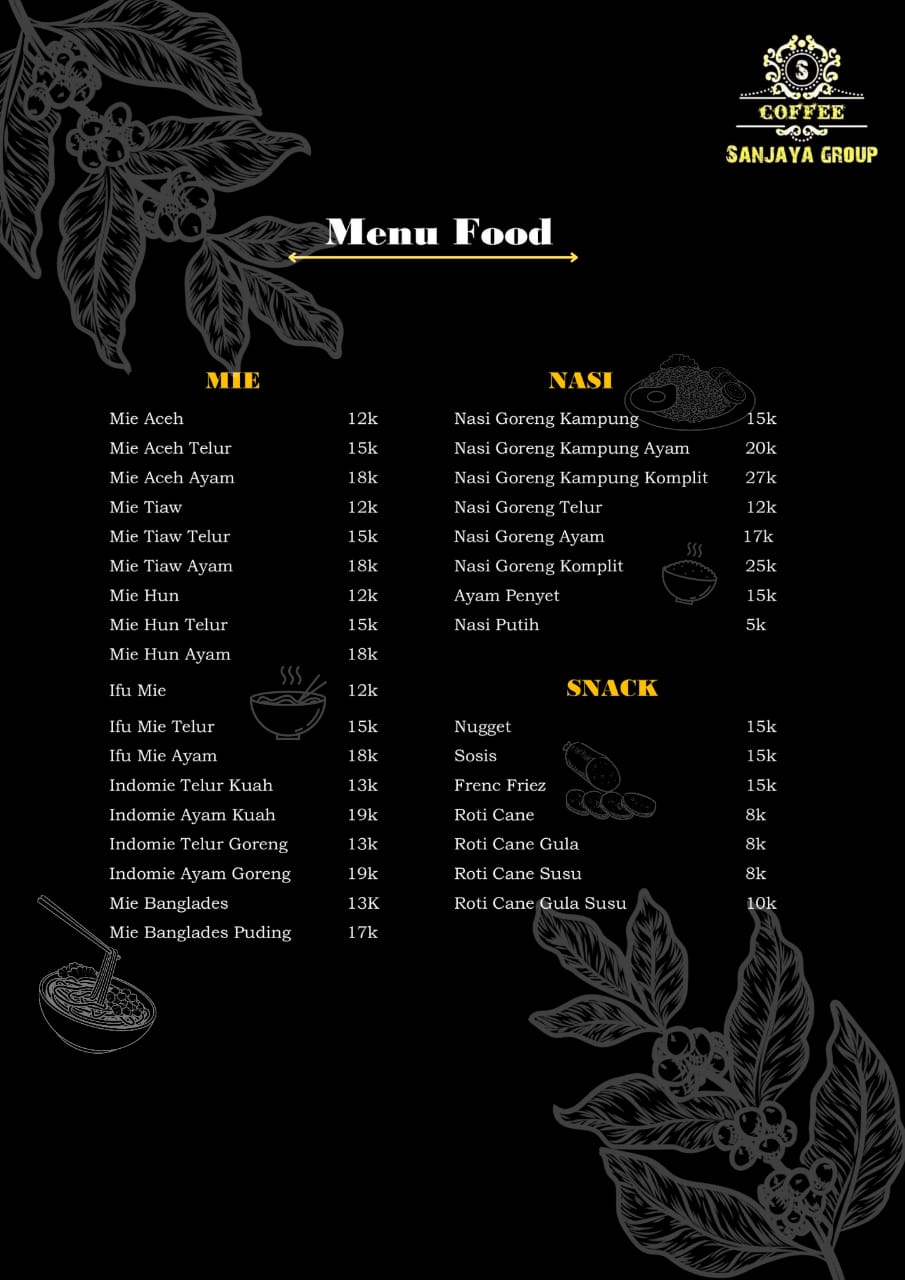 S
COFFEE
SANJAYA GROUP
Menu Food
MIE
Mie Aceh 12k
Mie Aceh Telur 15k
Mie Aceh Ayam 18k
Mie Tiaw 12k
Mie Tiaw Telur 15k
Mie Tiaw Ayam 18k
Mie Hun 12k
Mie Hun Telur 15k
Mie Hun Ayam 18k
Ifu Mie 12k
Ifu Mie Telur 15k
Ifu Mie Ayam 18k
Indomie Telur Kuah 13k
Indomie Ayam Kuah 19k
Indomie Telur Goreng 13k
Indomie Ayam Goreng 19k
Mie Banglades 13K
Mie Banglades Puding 17k
NASI
Nasi Goreng Kampung 15k
Nasi Goreng Kampung Ayam 20k
Nasi Goreng Kampung Komplit 27k
Nasi Goreng Telur 12k
Nasi Goreng Ayam 17k
Nasi Goreng Komplit 25k
Ayam Penyet 15k
Nasi Putih 5k
SNACK
Nugget 15k
Sosis 15k
Frenc Friez 15k
Roti Cane 8k
Roti Cane Gula 8k
Roti Cane Susu 8k
Roti Cane Gula Susu 10k